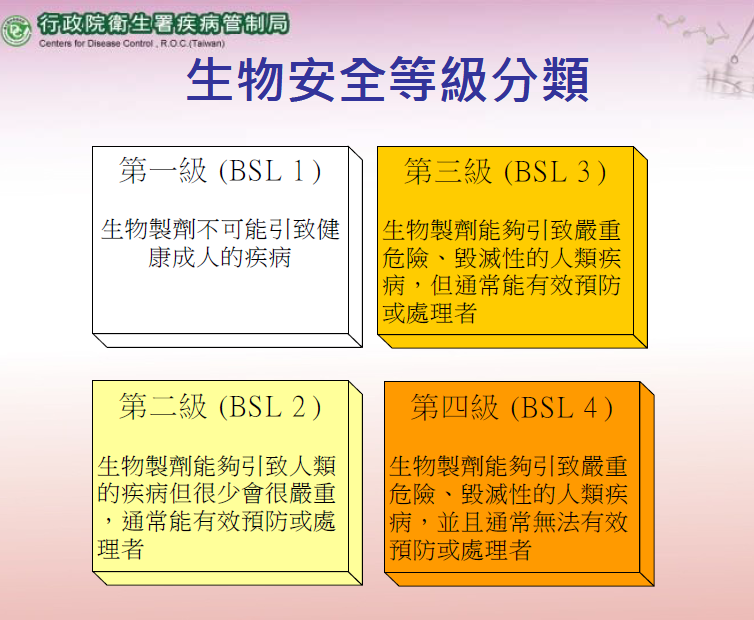 行政院衛生署疾病管制局
Centers for Disease Control , R.O.C.(Taiwan)
生物安全等級分類
第一級 (BSL 1)
生物製劑不可能引致健
康成人的疾病
第三級 (BSL 3)
生物製劑能夠引致嚴重
危險、毀滅性的人類疾
病，但通常能有效預防
或處理者
第二級 (BSL 2)
生物製劑能夠引致人類
的疾病但很少會很嚴重
，通常能有效預防或處
理者
第四級 (BSL 4)
生物製劑能夠引致嚴重
危險、毀滅性的人類疾
病，並且通常無法有效
預防或處理者